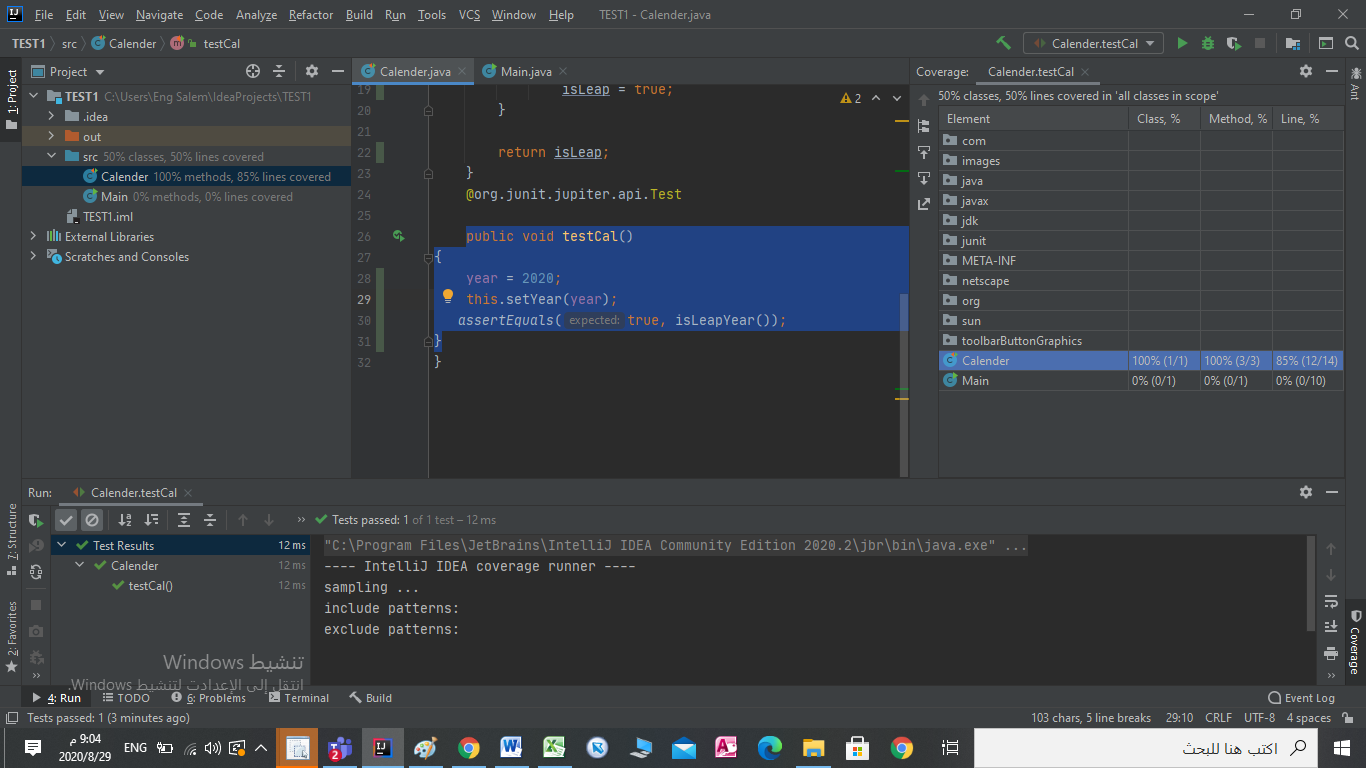 File Edit View Navigate Code Analyze Refactor Build Run Tools VCS Window Help TEST1 - Calender.java
TEST1 src Calender testCal
Calender.testCal
1: Project
Project
TEST1 C:\Users\Eng Salem\IdeaProjects\TEST1
.idea
out
src 50% classes, 50% lines covered
Calender 100% methods, 85% lines covered
Main 0% methods, 0% lines covered
TEST1.iml
External Libraries
Scratches and Consoles
Calender.java Main.java
2
19 isLeap = true;
20 }
21
22 return isLeap;
23 }
24 @org.junit.jupiter.api.Test
25
26 public void testCal()
27 {
28 year = 2020;
29 this.setYear(year);
30 assertEquals( expected: true, isLeapYear());
31 }
32 }
Coverage: Calender.testCal
50% classes, 50% lines covered in 'all classes in scope'
Element Class, % Method, % Line, %
com
images
java
javax
jdk
junit
META-INF
netscape
org
sun
toolbarButtonGraphics
Calender 100% (1/1) 100% (3/3) 85% (12/14)
Main 0% (0/1) 0% (0/1) 0% (0/10)
Ant
Run: Calender.testCal
Tests passed: 1 of 1 test – 12 ms
Test Results 12 ms
Calender 12 ms
testCal() 12 ms
"C:\Program Files\JetBrains\IntelliJ IDEA Community Edition 2020.2\jbr\bin\java.exe" ...
---- IntelliJ IDEA coverage runner ----
sampling ...
include patterns:
exclude patterns:
7: Structure
2: Favorites
Coverage
تنشيط Windows
انتقل إلى الإعدادت لتنشيط Windows.
4: Run TODO 6: Problems Terminal Build Event Log
Tests passed: 1 (3 minutes ago) 103 chars, 5 line breaks 29:10 CRLF UTF-8 4 spaces
9:04 م
2020/8/29
ENG
2
اكتب هنا للبحث